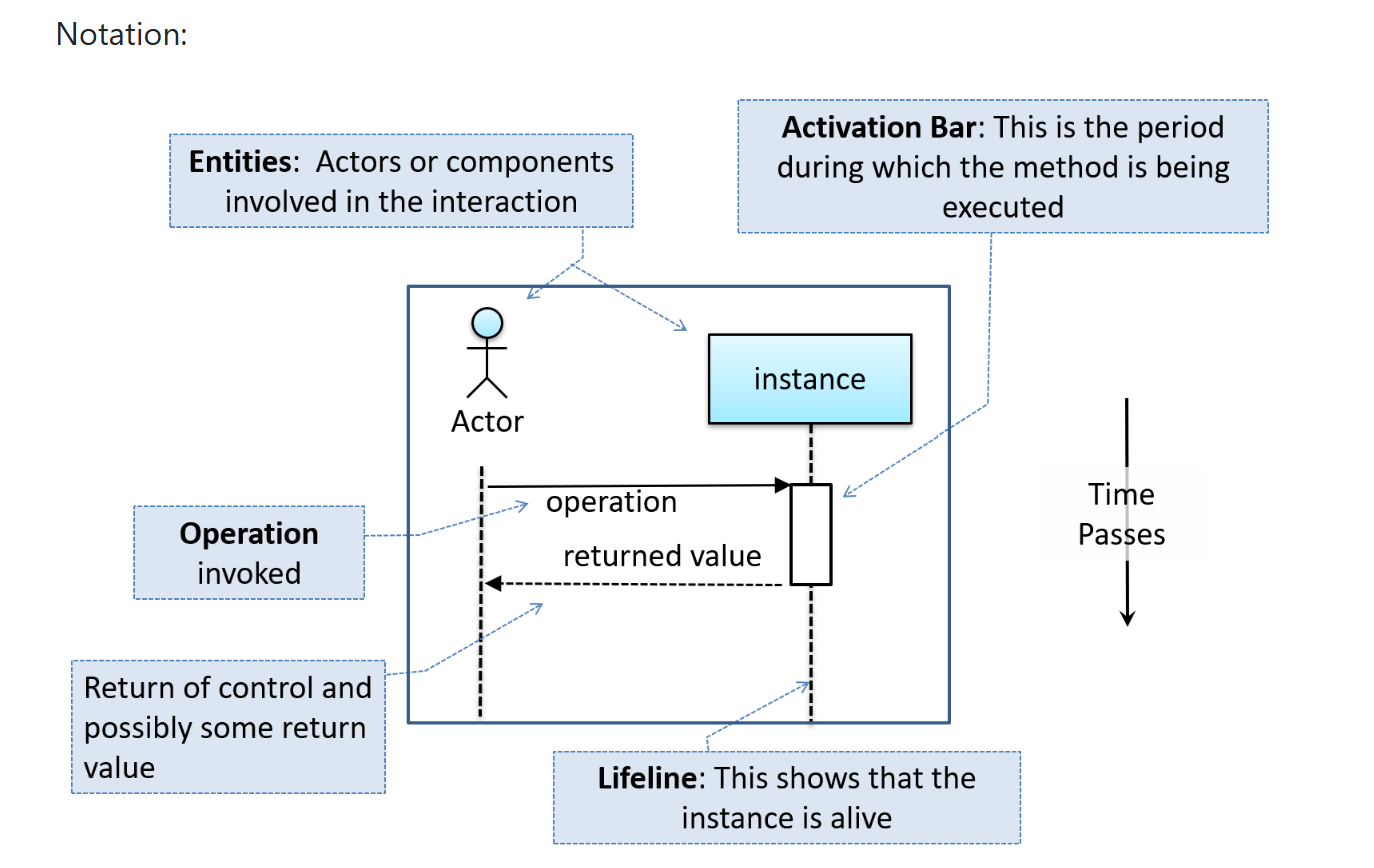 Notation:
Entities:  Actors or components
involved in the interaction
Activation Bar: This is the period
during which the method is being
executed
instance
Actor
operation
returned value
Operation
invoked
Time
Passes
Return of control and
possibly some return
value
Lifeline: This shows that the
instance is alive